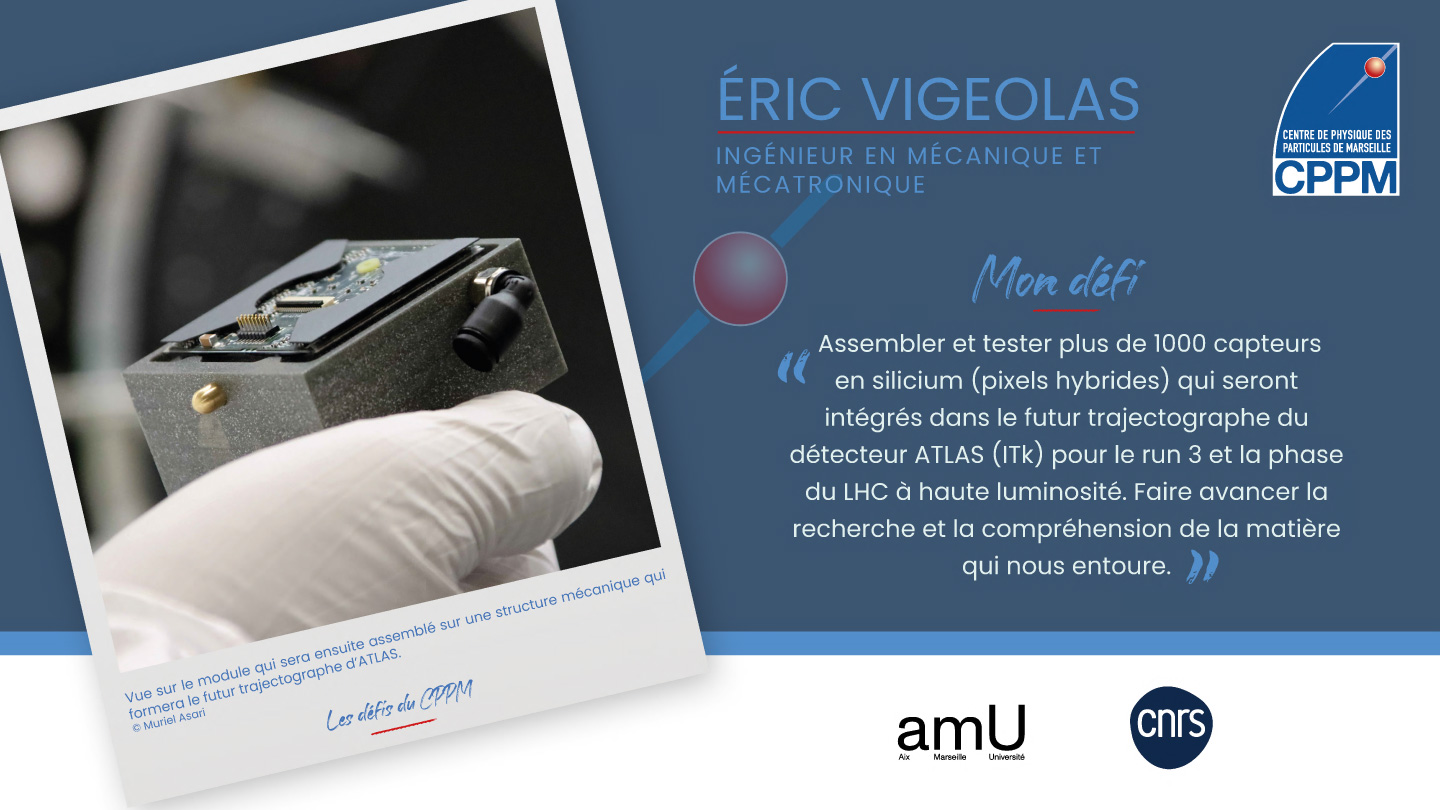 ÉRIC VIGEOLAS
INGÉNIEUR EN MÉCANIQUE ET
MÉCATRONIQUE
CENTRE DE PHYSIQUE DES
PARTICULES DE MARSEILLE
CPPM
Mon défi
“ Assembler et tester plus de 1000 capteurs
en silicium (pixels hybrides) qui seront
intégrés dans le futur trajectographe du
détecteur ATLAS (ITk) pour le run 3 et la phase
du LHC à haute luminosité. Faire avancer la
recherche et la compréhension de la matière
qui nous entoure. ”
Vue sur le module qui sera ensuite assemblé sur une structure mécanique qui
formera le futur trajectographe d'ATLAS.
© Muriel Asari
Les défis du CPPM
amU
Aix Marseille Université
cnrs